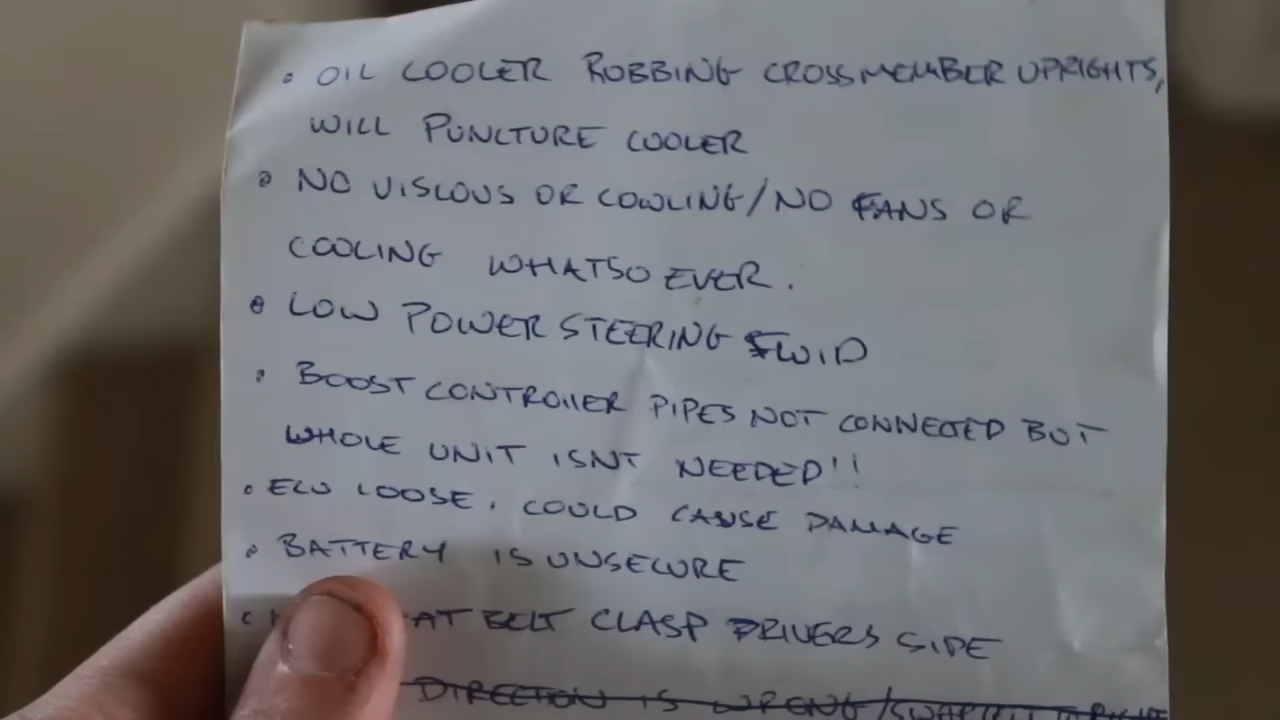 OIL COOLER RUBBING CROSSMEMBER UPRIGHTS,
WILL PUNCTURE COOLER
NO VISCOUS OR COWLING/NO FANS OR
COOLING WHATSOEVER.
LOW POWER STEERING FLUID
BOOST CONTROllER PIPES NOT CONNECTED BUT
WHOLE UNIT ISNT NEEDED!!
ECU LOOSE, COULD CAUSE DAMAGE
BATTERY IS UNSECURE
BELT CLASP DRIVERS SIDE
DIRECTION IS WRONG/